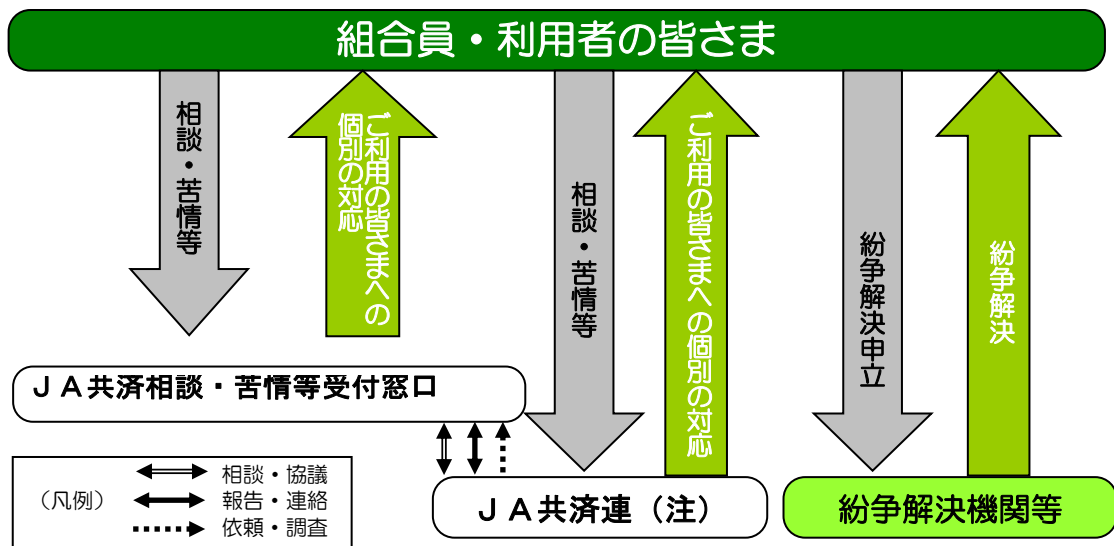 組合員・利用者の皆さま
相談・苦情等
ご利用の皆さまへの
個別の対応
相談・苦情等
ご利用の皆さまへの個別の対応
紛争解決申立
紛争解決
ＪＡ共済相談・苦情等受付窓口
（凡例）
相談・協議
報告・連絡
依頼・調査
ＪＡ共済連（注）
紛争解決機関等